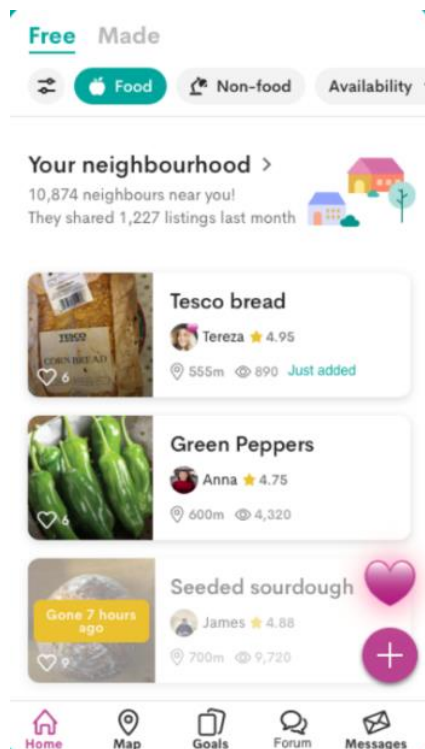 Free Made
Food Non-food Availability
Your neighbourhood >
10,874 neighbours near you!
They shared 1,227 listings last month
TESCO
CORN BREAD
6
Tesco bread
Tereza 4.95
555m 890 Just added
6
Green Peppers
Anna 4.75
600m 4,320
Gone 7 hours
ago
9
Seeded sourdough
James 4.88
700m 9,720
+
Home Map Goals Forum Messages